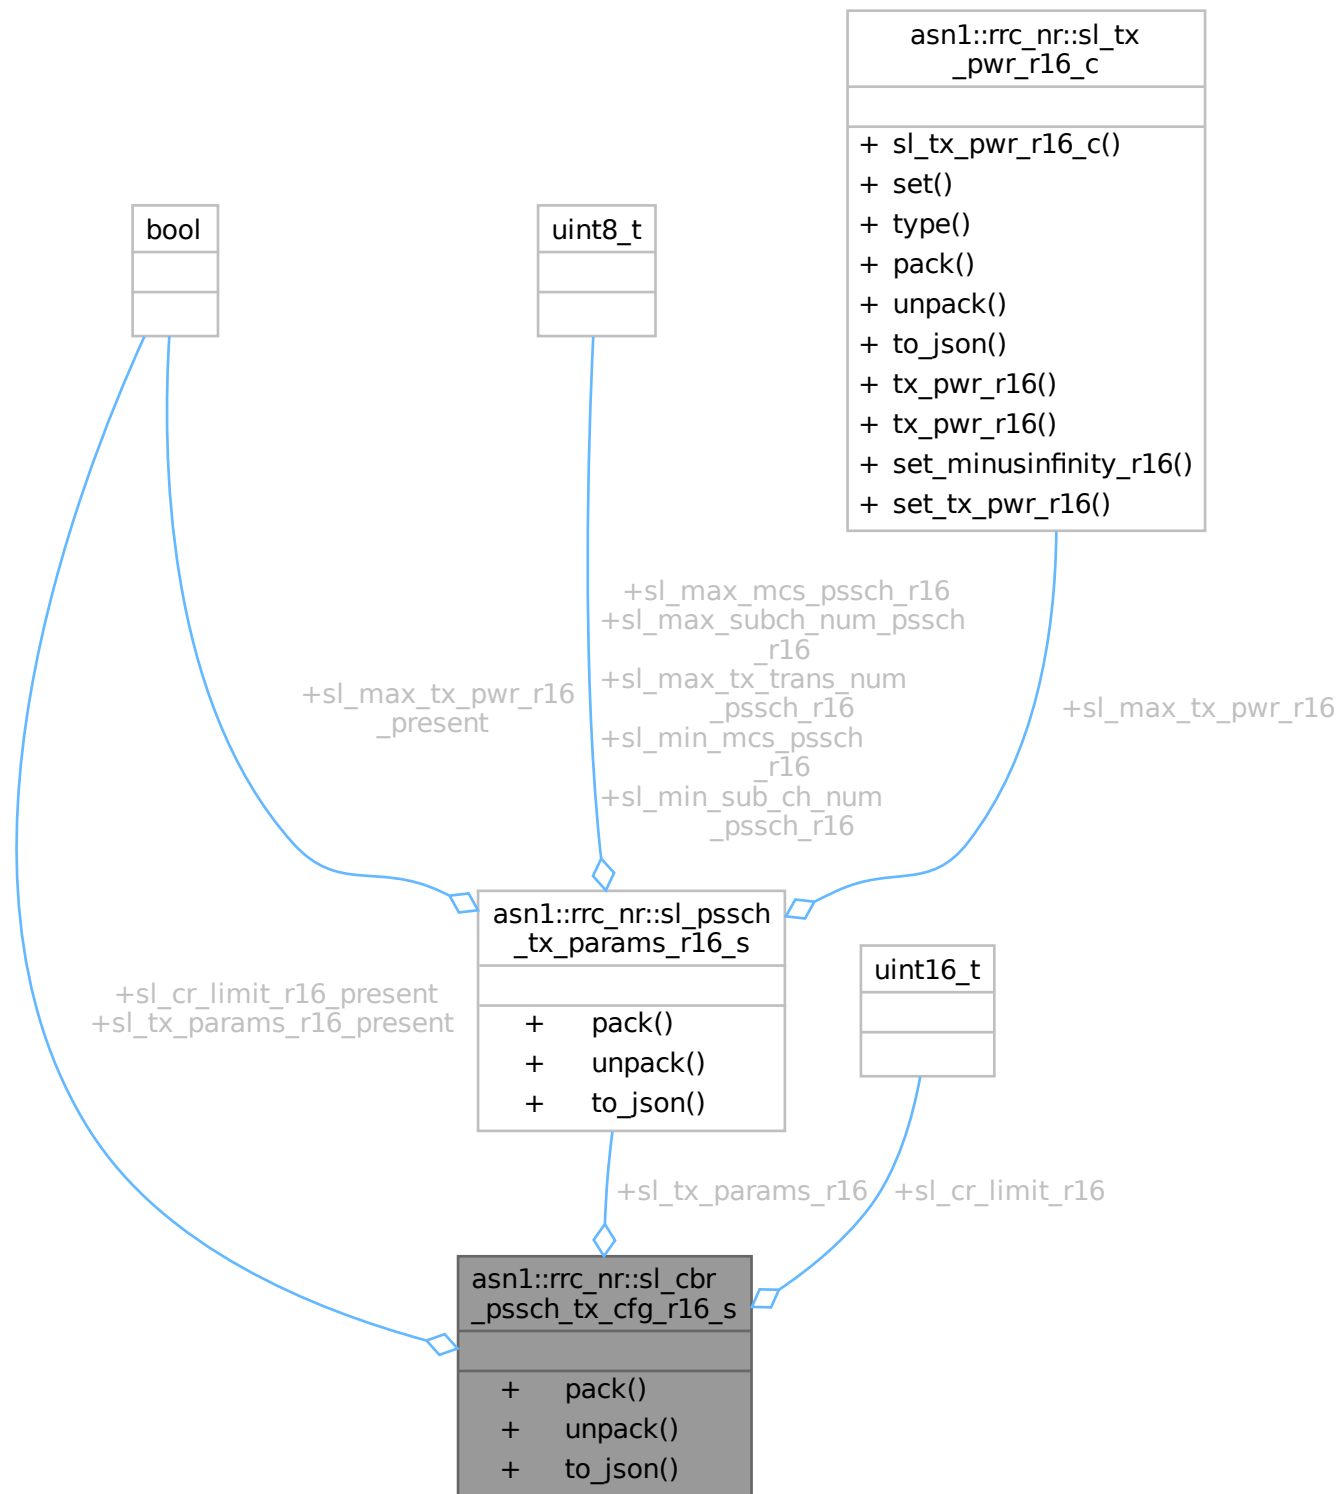 asn1::rrc_nr::sl_tx
_pwr_r16_c
+ sl_tx_pwr_r16_c()
+ set()
+ type()
+ pack()
+ unpack()
+ to_json()
+ tx_pwr_r16()
+ tx_pwr_r16()
+ set_minusinfinity_r16()
+ set_tx_pwr_r16()
bool
uint8_t
+sl_max_mcs_pssch_r16
+sl_max_subch_num_pssch
_r16
+sl_max_tx_trans_num
_pssch_r16
+sl_min_mcs_pssch
_r16
+sl_min_sub_ch_num
_pssch_r16
+sl_max_tx_pwr_r16
_present
+sl_max_tx_pwr_r16
asn1::rrc_nr::sl_pssch
_tx_params_r16_s
+ pack()
+ unpack()
+ to_json()
uint16_t
+sl_cr_limit_r16_present
+sl_tx_params_r16_present
+sl_tx_params_r16
+sl_cr_limit_r16
asn1::rrc_nr::sl_cbr
_pssch_tx_cfg_r16_s
+ pack()
+ unpack()
+ to_json()